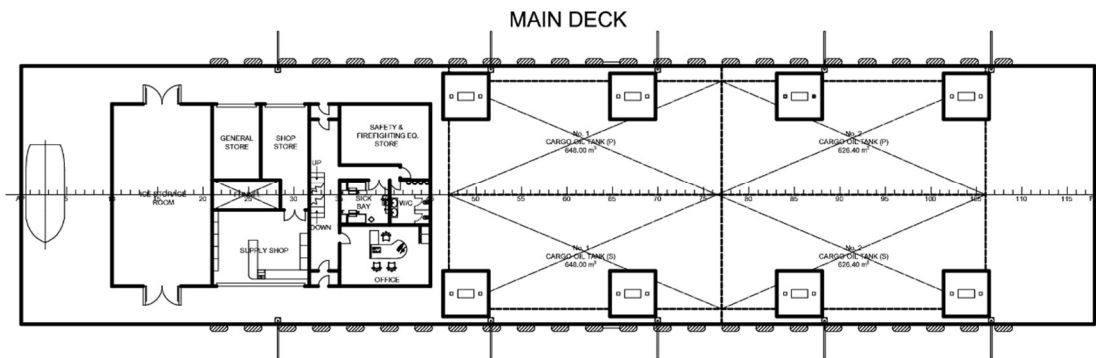 MAIN DECK
GENERAL
STORE
SHOP
STORE
SAFETY &
FIREFIGHTING EQ.
STORE
No. 1
CARGO OIL TANK (P)
648.00 m³
No. 2
CARGO OIL TANK (P)
626.40 m³
UP
ICE STORAGE
ROOM
SICK
BAY
W/C
DOWN
SUPPLY SHOP
OFFICE
No. 1
CARGO OIL TANK (S)
648.00 m³
No. 2
CARGO OIL TANK (S)
626.40 m³
5 10 15 20 25 30 35 40 45 50 55 60 65 70 75 80 85 90 95 100 105 110 115 F